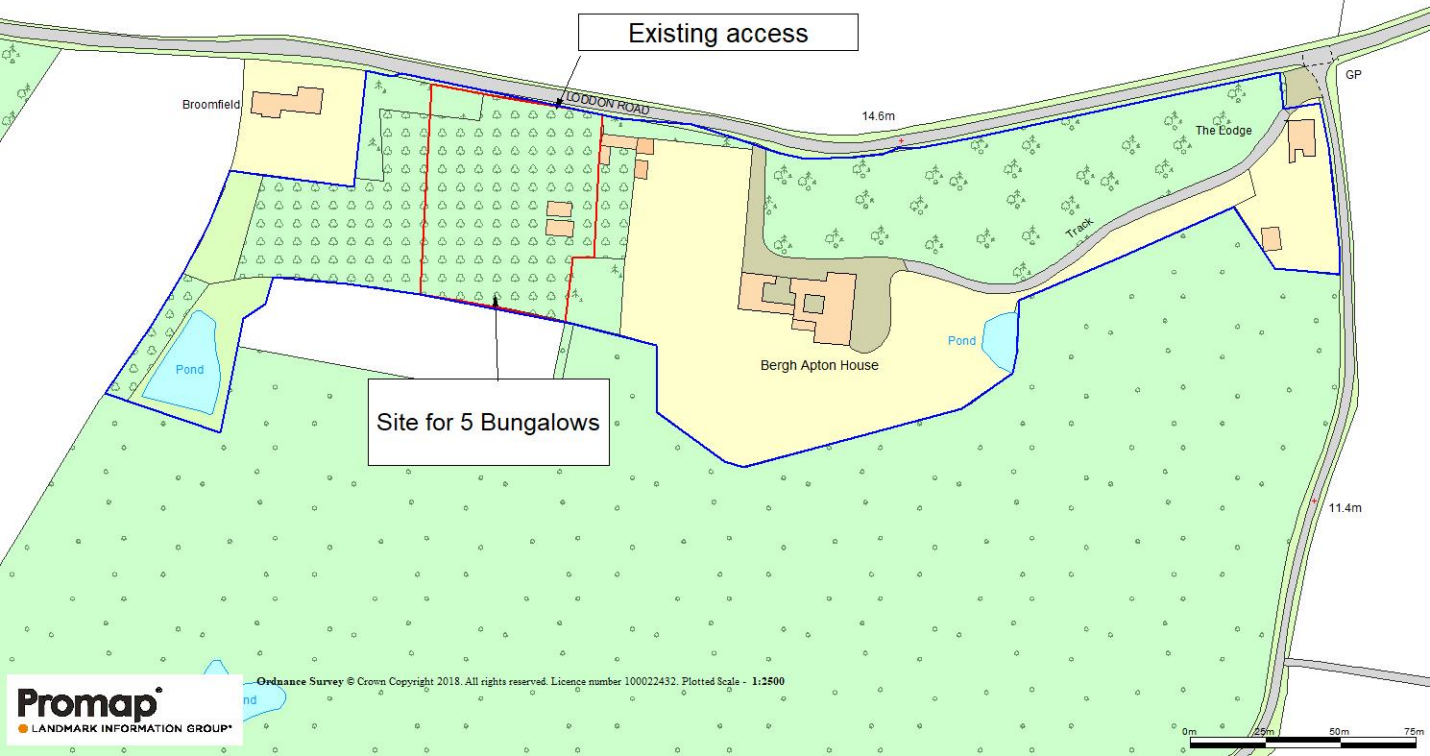 Existing access
LODDON ROAD
GP
Broomfield
14.6m
The Lodge
Track
Pond
Pond
Bergh Apton House
Site for 5 Bungalows
11.4m
Ordnance Survey © Crown Copyright 2018. All rights reserved. Licence number 100022432. Plotted Scale - 1:2500
Promap
LANDMARK INFORMATION GROUP
nd
0m 25m 50m 75m